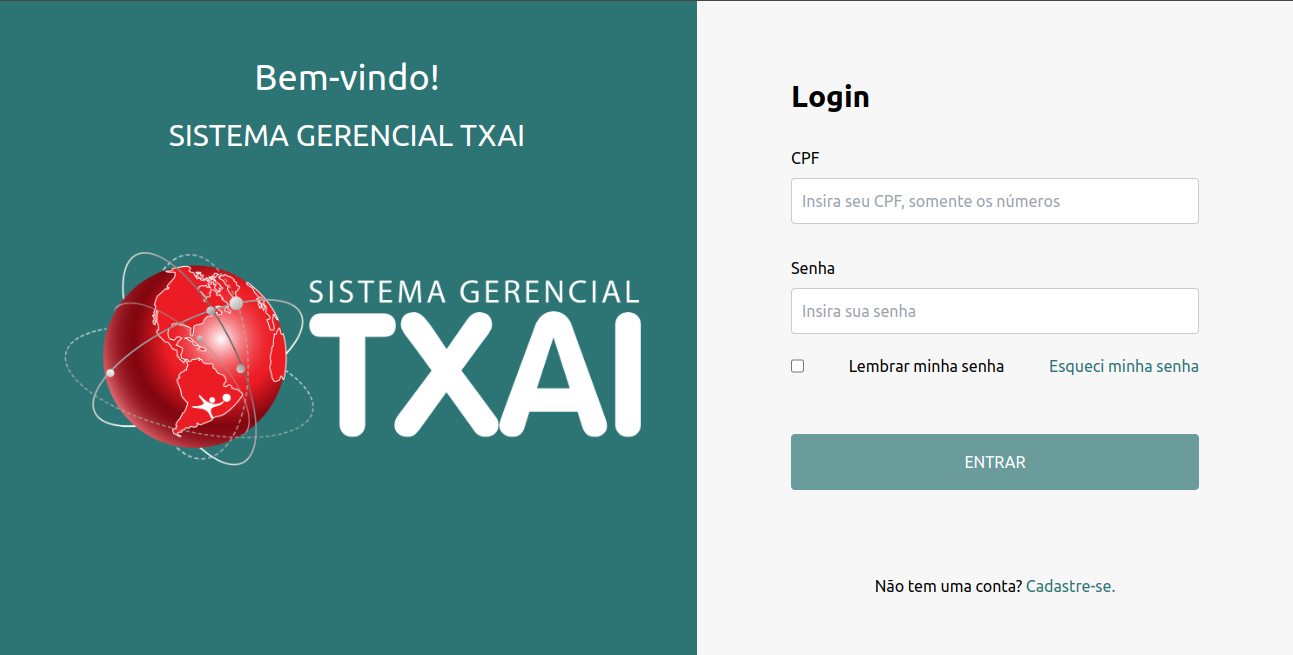 Bem-vindo!
SISTEMA GERENCIAL TXAI
SISTEMA GERENCIAL
TXAI
Login
CPF
Insira seu CPF, somente os números
Senha
Insira sua senha
Lembrar minha senha Esqueci minha senha
ENTRAR
Não tem uma conta? Cadastre-se.